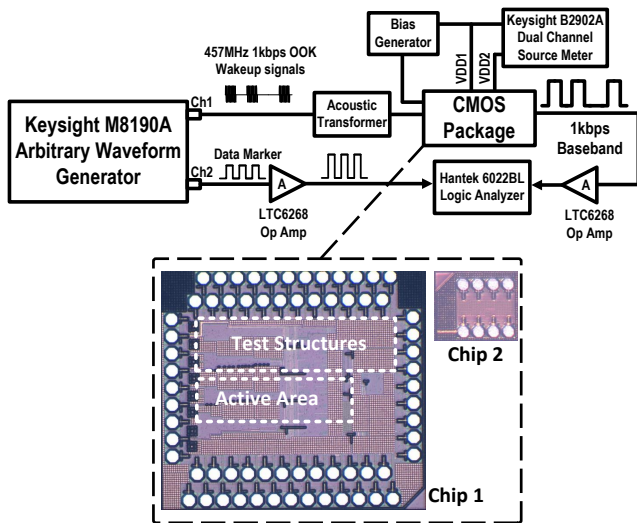 457MHz 1kbps OOK
Wakeup signals
Bias
Generator
VDD1
VDD2
Keysight B2902A
Dual Channel
Source Meter
Keysight M8190A
Arbitrary Waveform
Generator
Ch1
Acoustic
Transformer
CMOS
Package
1kbps
Baseband
Ch2
Data Marker
A
LTC6268
Op Amp
Hantek 6022BL
Logic Analyzer
A
LTC6268
Op Amp
Test Structures
Active Area
Chip 2
Chip 1